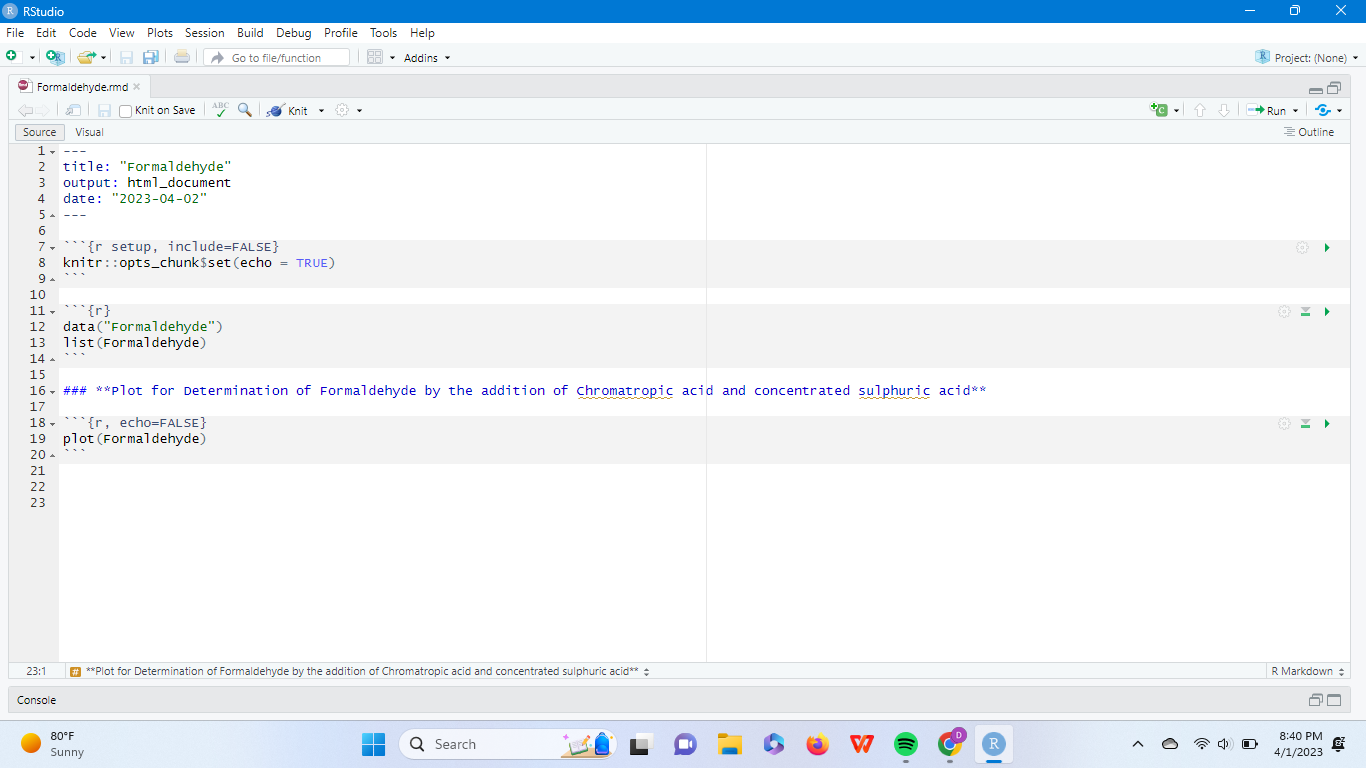 RStudio
File Edit Code View Plots Session Build Debug Profile Tools Help
Go to file/function Addins Project: (None)
Formaldehyde.rmd
Knit on Save ABC Knit Run
Source Visual Outline
1 ---
2 title: "Formaldehyde"
3 output: html_document
4 date: "2023-04-02"
5 ---
6
7 ```{r setup, include=FALSE}
8 knitr::opts_chunk$set(echo = TRUE)
9 ```
10
11 ```{r}
12 data("Formaldehyde")
13 list(Formaldehyde)
14 ```
15
16 ### **Plot for Determination of Formaldehyde by the addition of Chromatropic acid and concentrated sulphuric acid**
17
18 ```{r, echo=FALSE}
19 plot(Formaldehyde)
20 ```
21
22
23
23:1 # **Plot for Determination of Formaldehyde by the addition of Chromatropic acid and concentrated sulphuric acid** R Markdown
Console
80°F
Sunny
Search
D
R
8:40 PM
4/1/2023